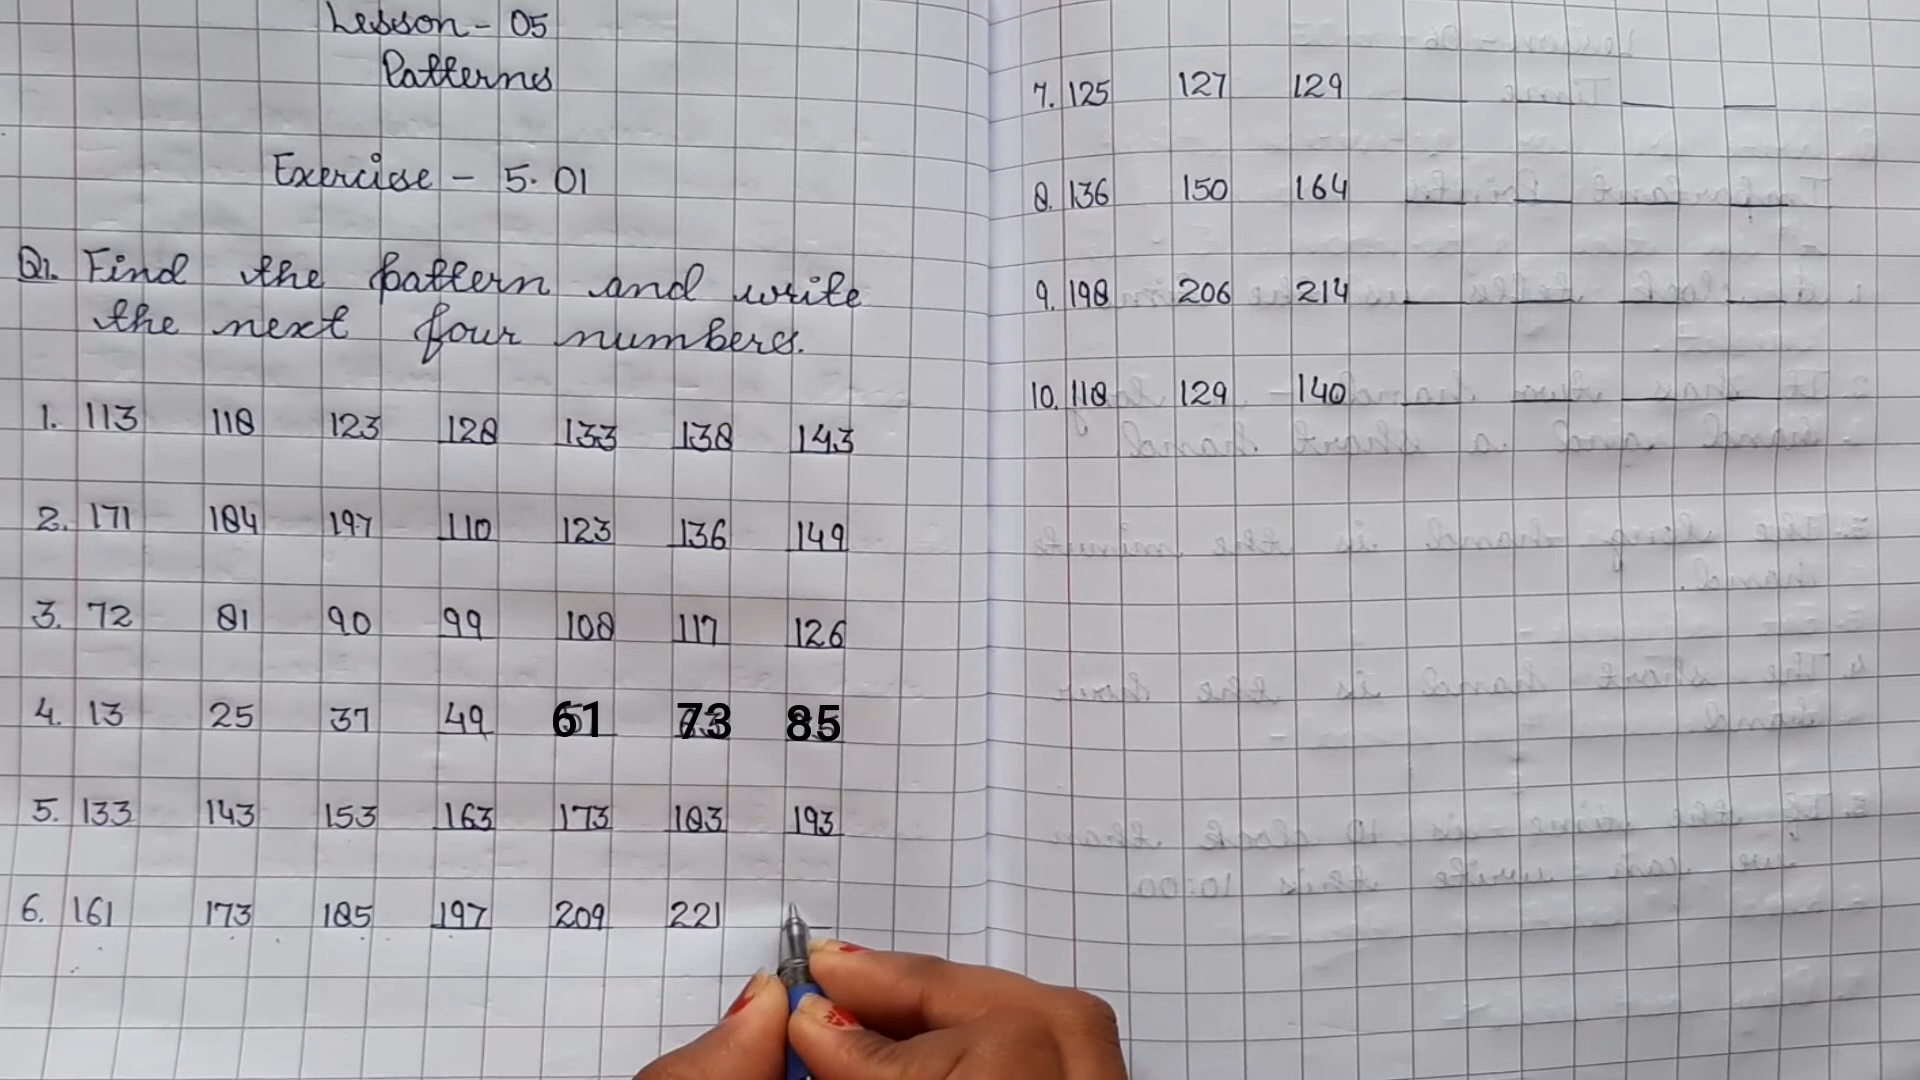 Lesson - 05
Patterns
Exercise - 5.01
Q1. Find the pattern and write
the next four numbers.
1. 113 118 123 128 133 138 143
2. 171 184 197 110 123 136 149
3. 72 81 90 99 108 117 126
4. 13 25 37 49 61 73 85
5. 133 143 153 163 173 183 193
6. 161 173 185 197 209 221
7. 125 127 129
8. 136 150 164
9. 198 206 214
10. 118 129 140